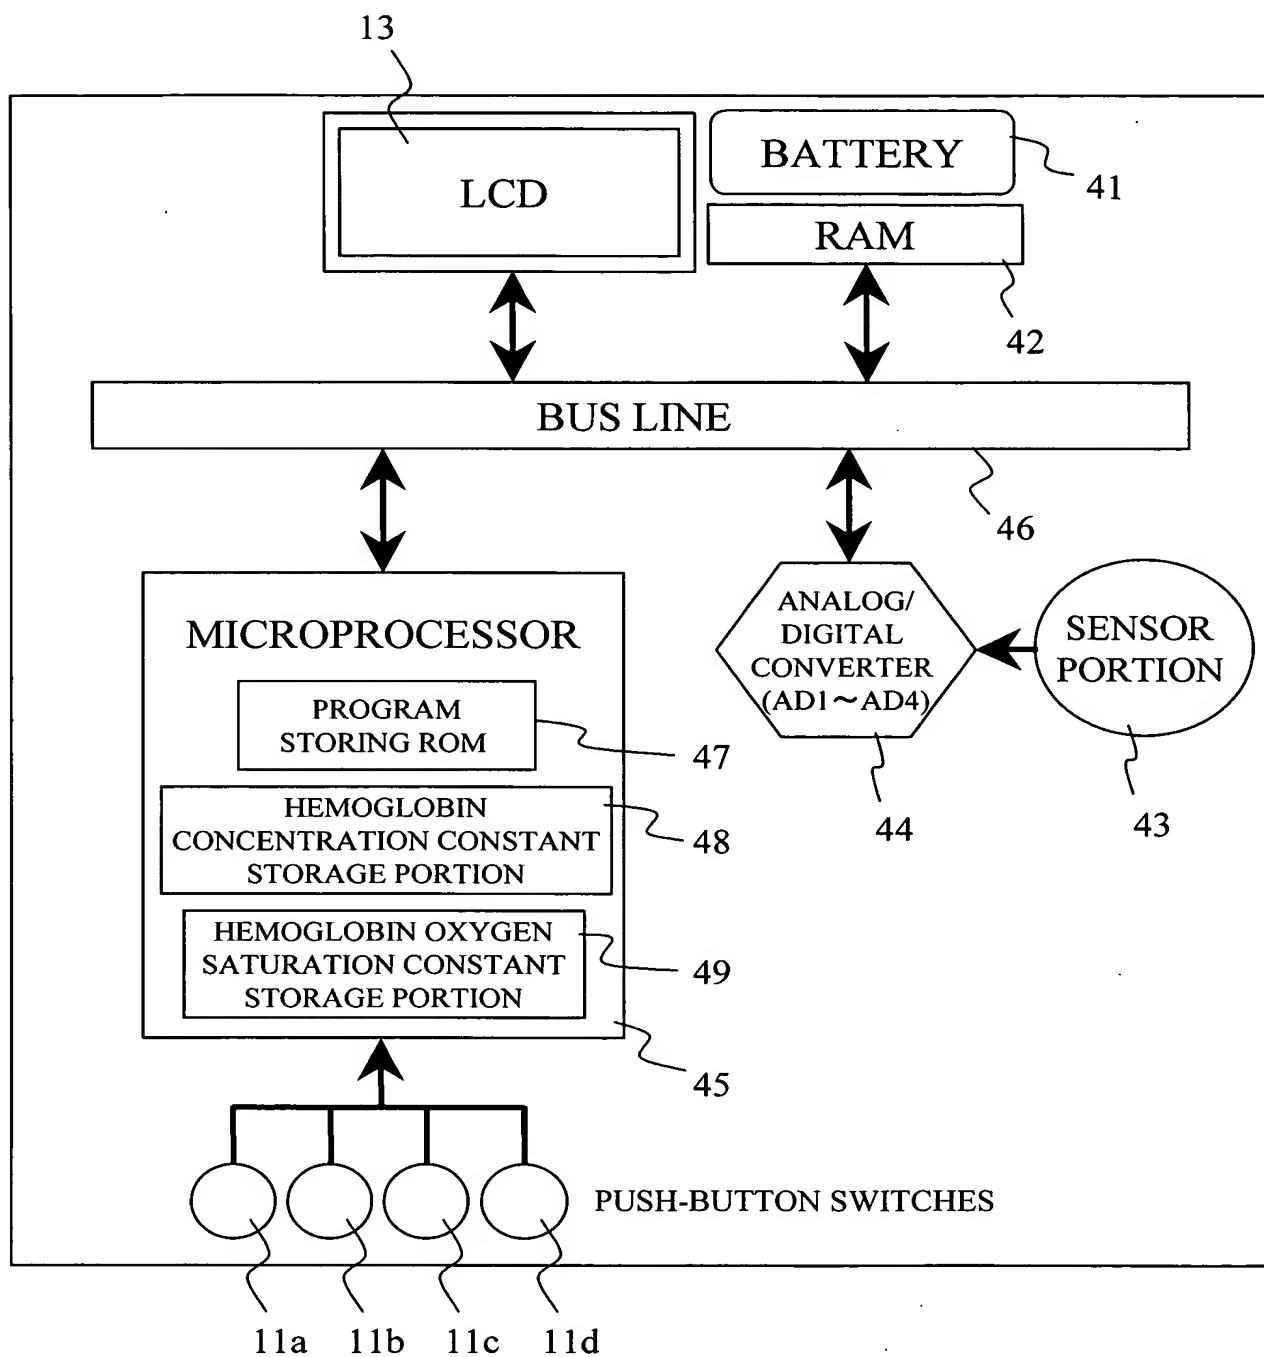 13
LCD
BATTERY
41
RAM
42
BUS LINE
46
MICROPROCESSOR
PROGRAM
STORING ROM
47
HEMOGLOBIN
CONCENTRATION CONSTANT
STORAGE PORTION
48
HEMOGLOBIN OXYGEN
SATURATION CONSTANT
STORAGE PORTION
49
45
ANALOG/
DIGITAL
CONVERTER
(AD1～AD4)
44
SENSOR
PORTION
43
PUSH-BUTTON SWITCHES
11a
11b
11c
11d